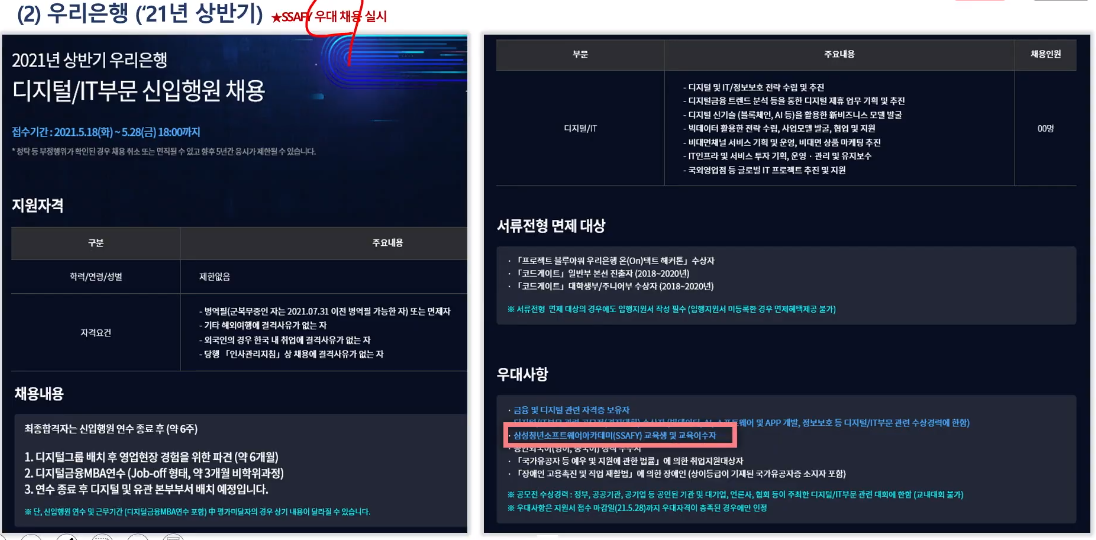 (2) 우리은행 ('21년 상반기) ★SSAFY 우대 채용 실시
2021년 상반기 우리은행
디지털/IT부문 신입행원 채용
접수기간 : 2021.5.18(화) ~ 5.28(금) 18:00까지
* 청탁 등 부정행위가 확인된 경우 채용 취소 또는 면직될 수 있고 향후 5년간 응시가 제한될 수 있습니다.
지원자격
구분 주요내용
학력/연령/성별 제한없음
자격요건
- 병역필(군복무중인 자는 2021.07.31 이전 병역필 가능한 자) 또는 면제자
- 기타 해외여행에 결격사유가 없는 자
- 외국인의 경우 한국 내 취업에 결격사유가 없는 자
- 당행 「인사관리지침」상 채용에 결격사유가 없는 자
채용내용
최종합격자는 신입행원 연수 종료 후 (약 6주)
1. 디지털그룹 배치 후 영업현장 경험을 위한 파견 (약 6개월)
2. 디지털금융MBA연수 (Job-off 형태, 약 3개월 비학위과정)
3. 연수 종료 후 디지털 및 유관 본부부서 배치 예정입니다.
※ 단, 신입행원 연수 및 근무기간 (디지털금융MBA연수 포함) 中 평가미달자의 경우 상기 내용이 달라질 수 있습니다.
부문 주요내용 채용인원
디지털/IT
- 디지털 및 IT/정보보호 전략 수립 및 추진
- 디지털금융 트렌드 분석 등을 통한 디지털 제휴 업무 기획 및 추진
- 디지털 신기술 (블록체인, AI 등)을 활용한 新비즈니스 모델 발굴
- 빅데이터 활용한 전략 수립, 사업모델 발굴, 협업 및 지원
- 비대면채널 서비스 기획 및 운영, 비대면 상품 마케팅 추진
- IT인프라 및 서비스 투자 기획, 운영 · 관리 및 유지보수
- 국외영업점 등 글로벌 IT 프로젝트 추진 및 지원
00명
서류전형 면제 대상
· 「프로젝트 블루아워 우리은행 온(On)택트 해커톤」 수상자
· 「코드게이트」 일반부 본선 진출자 (2018~2020년)
· 「코드게이트」 대학생부/주니어부 수상자 (2018~2020년)
※ 서류전형 면제 대상의 경우에도 입행지원서 작성 필수 (입행지원서 미등록한 경우 면제혜택제공 불가)
우대사항
· 금융 및 디지털 관련 자격증 보유자
웨어 및 APP 개발, 정보보호 등 디지털/IT부문 관련 수상경력에 한함)
· 삼성청년소프트웨어아카데미(SSAFY) 교육생 및 교육이수자
· 「국가유공자 등 예우 및 지원에 관한 법률」에 의한 취업지원대상자
· 「장애인 고용촉진 및 직업 재활법」에 의한 장애인 (상이등급이 기재된 국가유공자증 소지자 포함)
※ 공모전 수상경력 : 정부, 공공기관, 공기업 등 공인된 기관 및 대기업, 언론사, 협회 등이 주최한 디지털/IT부문 관련 대회에 한함 (교내대회 불가)
※ 우대사항은 지원서 접수 마감일(21.5.28)까지 우대자격이 충족된 경우에만 인정